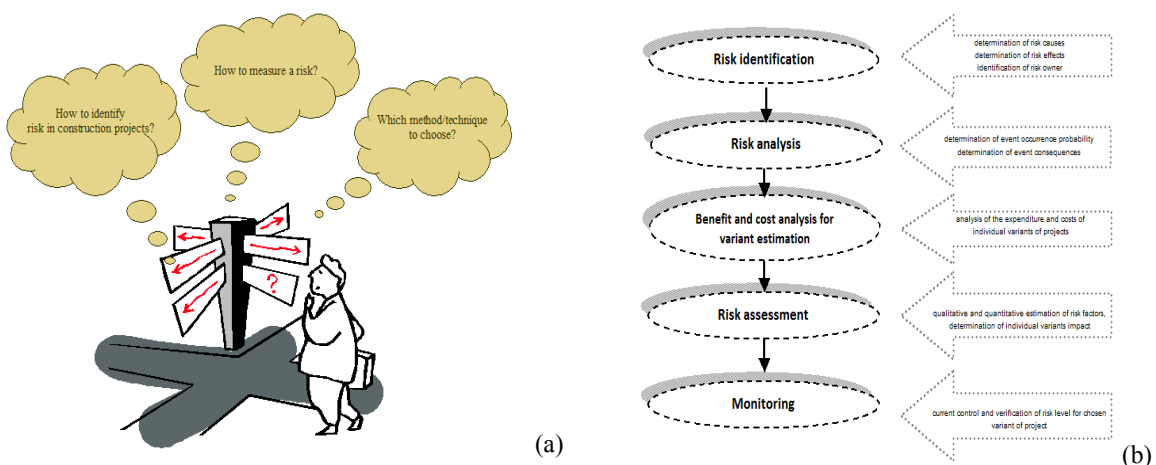 How to identify
risk in construction projects?
How to measure a risk?
Which method/technique
to choose?
?
(a)
Risk identification
determination of risk causes
determination of risk effects
identification of risk owner
Risk analysis
determination of event occurrence probability
determination of event consequences
Benefit and cost analysis for
variant estimation
analysis of the expenditure and costs of
individual variants of projects
Risk assessment
qualitative and quantitative estimation of risk factors,
determination of individual variants impact
Monitoring
current control and verification of risk level for chosen
variant of project
(b)